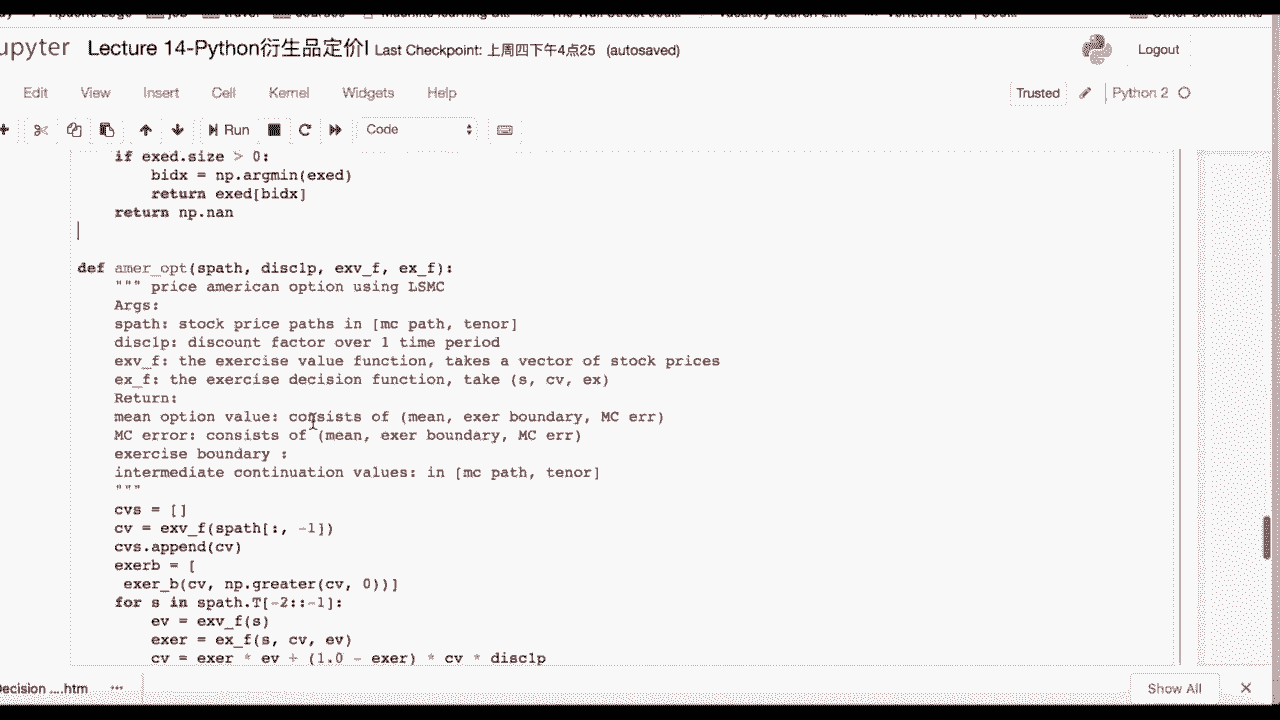 upyter Lecture 14-Python衍生品定价I Last Checkpoint: 上周四下午4点25 (autosaved) Logout
Edit View Insert Cell Kernel Widgets Help Trusted Python 2
Run Code
if exed.size > 0:
bidx = np.argmin(exed)
return exed[bidx]
return np.nan
def amer_opt(spath, disc1p, exv_f, ex_f):
""" price american option using LSMC
Args:
spath: stock price paths in [mc path, tenor]
disc1p: discount factor over 1 time period
exv_f: the exercise value function, takes a vector of stock prices
ex_f: the exercise decision function, take (s, cv, ex)
Return:
mean option value: consists of (mean, exer boundary, MC err)
MC error: consists of (mean, exer boundary, MC err)
exercise boundary :
intermediate continuation values: in [mc path, tenor]
"""
cvs = []
cv = exv_f(spath[:, -1])
cvs.append(cv)
exerb = [
exer_b(cv, np.greater(cv, 0))]
for s in spath.T[-2::-1]:
ev = exv_f(s)
exer = ex_f(s, cv, ev)
cv = exer * ev + (1.0 - exer) * cv * disc1p
Decision ....htm Show All